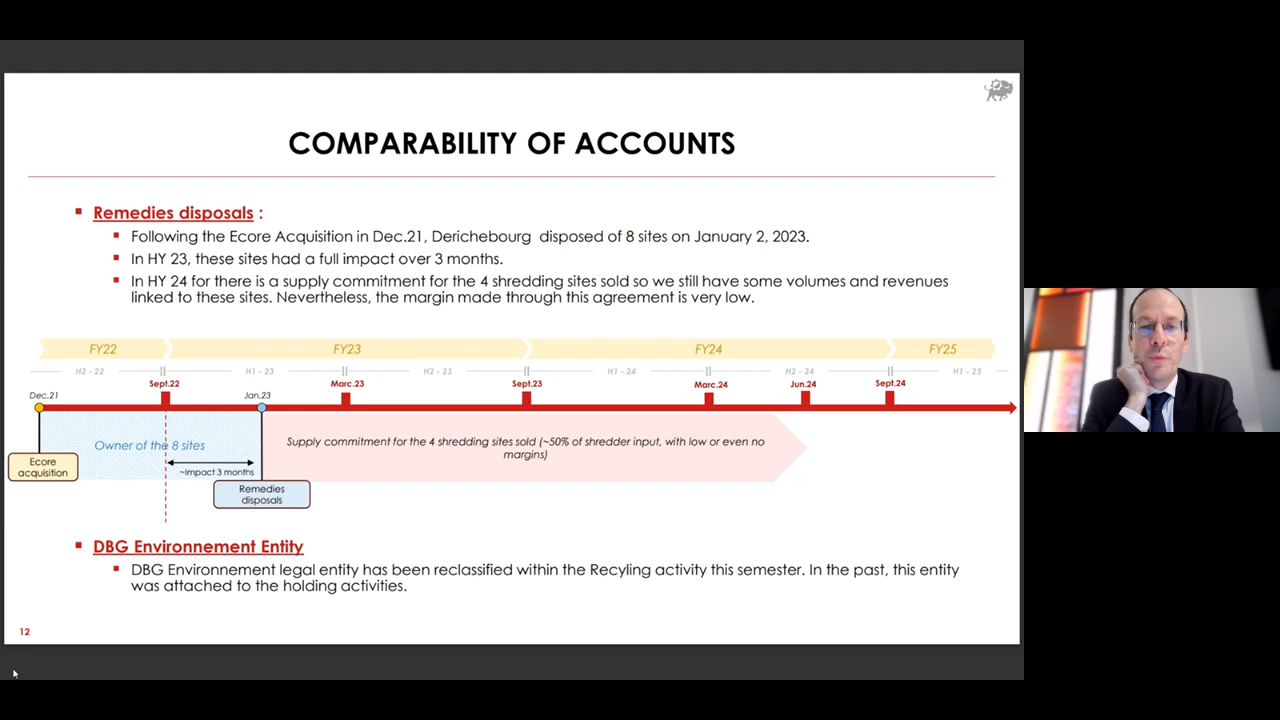 COMPARABILITY OF ACCOUNTS
Remedies disposals :
Following the Ecore Acquisition in Dec.21, Derichebourg disposed of 8 sites on January 2, 2023.
In HY 23, these sites had a full impact over 3 months.
In HY 24 for there is a supply commitment for the 4 shredding sites sold so we still have some volumes and revenues
linked to these sites. Nevertheless, the margin made through this agreement is very low.
FY22 FY23 FY24 FY25
H2 - 22 H1 - 23 H2 - 23 H1 - 24 H2 - 24 H1 - 25
Sept.22 Marc.23 Sept.23 Marc.24 Jun.24 Sept.24
Dec.21 Jan.23
Owner of the 8 sites
Supply commitment for the 4 shredding sites sold (~50% of shredder input, with low or even no
margins)
Ecore
acquisition
~Impact 3 months
Remedies
disposals
DBG Environnement Entity
DBG Environnement legal entity has been reclassified within the Recyling activity this semester. In the past, this entity
was attached to the holding activities.
12